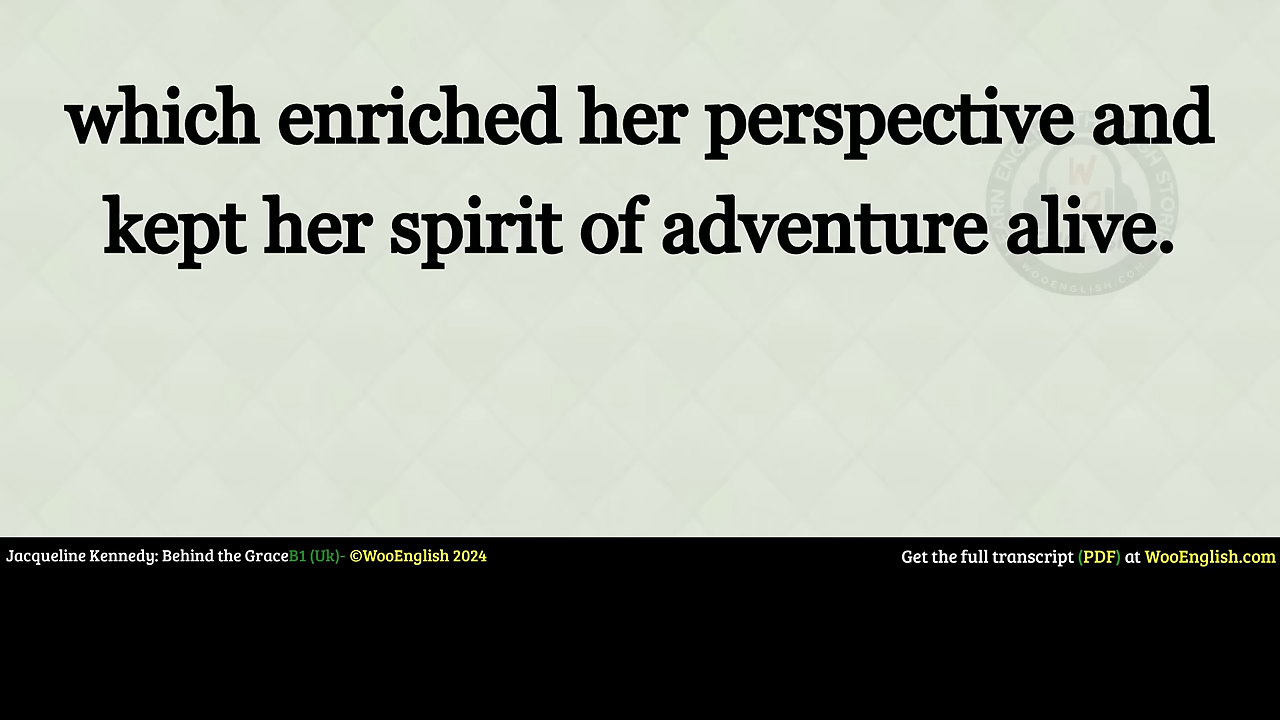 which enriched her perspective and
kept her spirit of adventure alive.
Jacqueline Kennedy: Behind the GraceB1 (Uk)- ©WooEnglish 2024
Get the full transcript (PDF) at WooEnglish.com